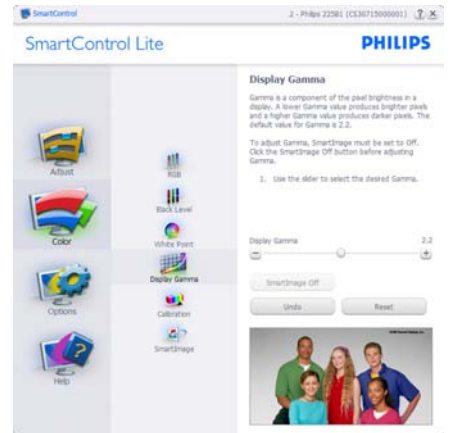 SmartControl
2 - Philips 225B1 (CS30715000001)
SmartControl Lite
PHILIPS
Adjust
Color
Options
Help
RGB
Black Level
White Point
Display Gamma
Calibration
SmartImage
Display Gamma
Gamma is a component of the pixel brightness in a
display. A lower Gamma value produces brighter pixels
and a higher Gamma value produces darker pixels. The
default value for Gamma is 2.2.
To adjust Gamma, SmartImage must be set to Off.
Click the SmartImage Off button before adjusting
Gamma.
1. Use the slider to select the desired Gamma.
Display Gamma
2.2
SmartImage Off
Undo
Reset